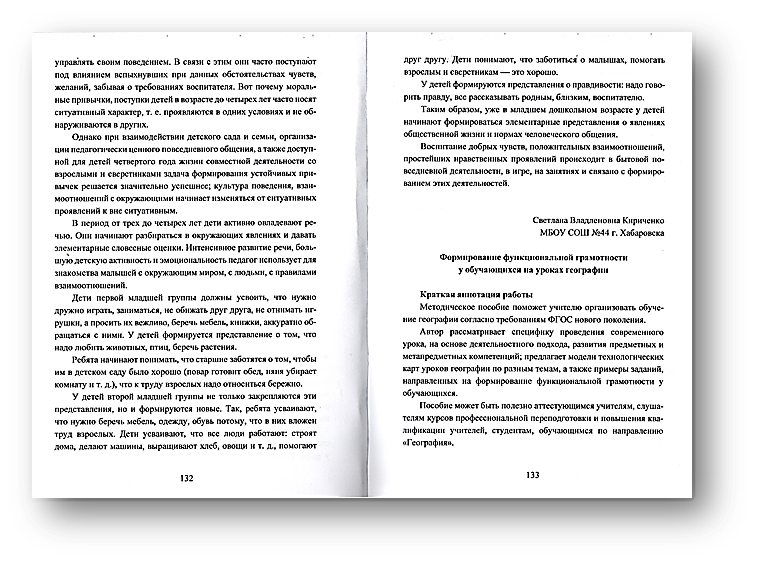 управлять своим поведением. В связи с этим они часто поступают
под влиянием вспыхнувших при данных обстоятельствах чувств,
желаний, забывая о требованиях воспитателя. Вот почему мораль-
ные привычки, поступки детей в возрасте до четырех лет часто носят
ситуативный характер, т. е. проявляются в одних условиях и не об-
наруживаются в других.
Однако при взаимодействии детского сада и семьи, организа-
ции педагогически ценного повседневного общения, а также доступ-
ной для детей четвертого года жизни совместной деятельности со
взрослыми и сверстниками задача формирования устойчивых при-
вычек решается значительно успешнее; культура поведения, взаи-
моотношений с окружающими начинает изменяться от ситуативных
проявлений к вне ситуативным.
В период от трех до четырех лет дети активно овладевают ре-
чью. Они начинают разбираться в окружающих явлениях и давать
элементарные словесные оценки. Интенсивное развитие речи, боль-
шую детскую активность и эмоциональность педагог использует для
знакомства малышей с окружающим миром, с людьми, с правилами
взаимоотношений.
Дети первой младшей группы должны усвоить, что нужно
дружно играть, заниматься, не обижать друг друга, не отнимать иг-
рушки, а просить их вежливо, беречь мебель, книжки, аккуратно об-
ращаться с ними. У детей формируется представление о том, что
надо любить животных, птиц, беречь растения.
Ребята начинают понимать, что старшие заботятся о том, чтобы
им в детском саду было хорошо (повар готовит обед, няня убирает
комнату и т. д.), что к труду взрослых надо относиться бережно.
У детей второй младшей группы не только закрепляются эти
представления, но и формируются новые. Так, ребята усваивают,
что нужно беречь мебель, одежду, обувь потому, что в них вложен
труд взрослых. Дети усваивают, что все люди работают: строят
дома, делают машины, выращивают хлеб, овощи и т. д., помогают
132
друг другу. Дети понимают, что заботиться о малышах, помогать
взрослым и сверстникам — это хорошо.
У детей формируются представления о правдивости: надо гово-
рить правду, все рассказывать родным, близким, воспитателю.
Таким образом, уже в младшем дошкольном возрасте у детей
начинают формироваться элементарные представления о явлениях
общественной жизни и нормах человеческого общения.
Воспитание добрых чувств, положительных взаимоотношений,
простейших нравственных проявлений происходит в бытовой по-
вседневной деятельности, в игре, на занятиях и связано с формиро-
ванием этих деятельностей.
Светлана Владленовна Кириченко
МБОУ СОШ №44 г. Хабаровска
Формирование функциональной грамотности
у обучающихся на уроках географии
Краткая аннотация работы
Методическое пособие поможет учителю организовать обуче-
ние географии согласно требованиям ФГОС нового поколения.
Автор рассматривает специфику проведения современного
урока, на основе деятельностного подхода, развития предметных и
метапредметных компетенций; предлагает модели технологических
карт уроков географии по разным темам, а также примеры заданий,
направленных на формирование функциональной грамотности у
обучающихся.
Пособие может быть полезно аттестующимся учителям, слуша-
телям курсов профессиональной переподготовки и повышения ква-
лификации учителей, студентам, обучающимся по направлению
«География».
133